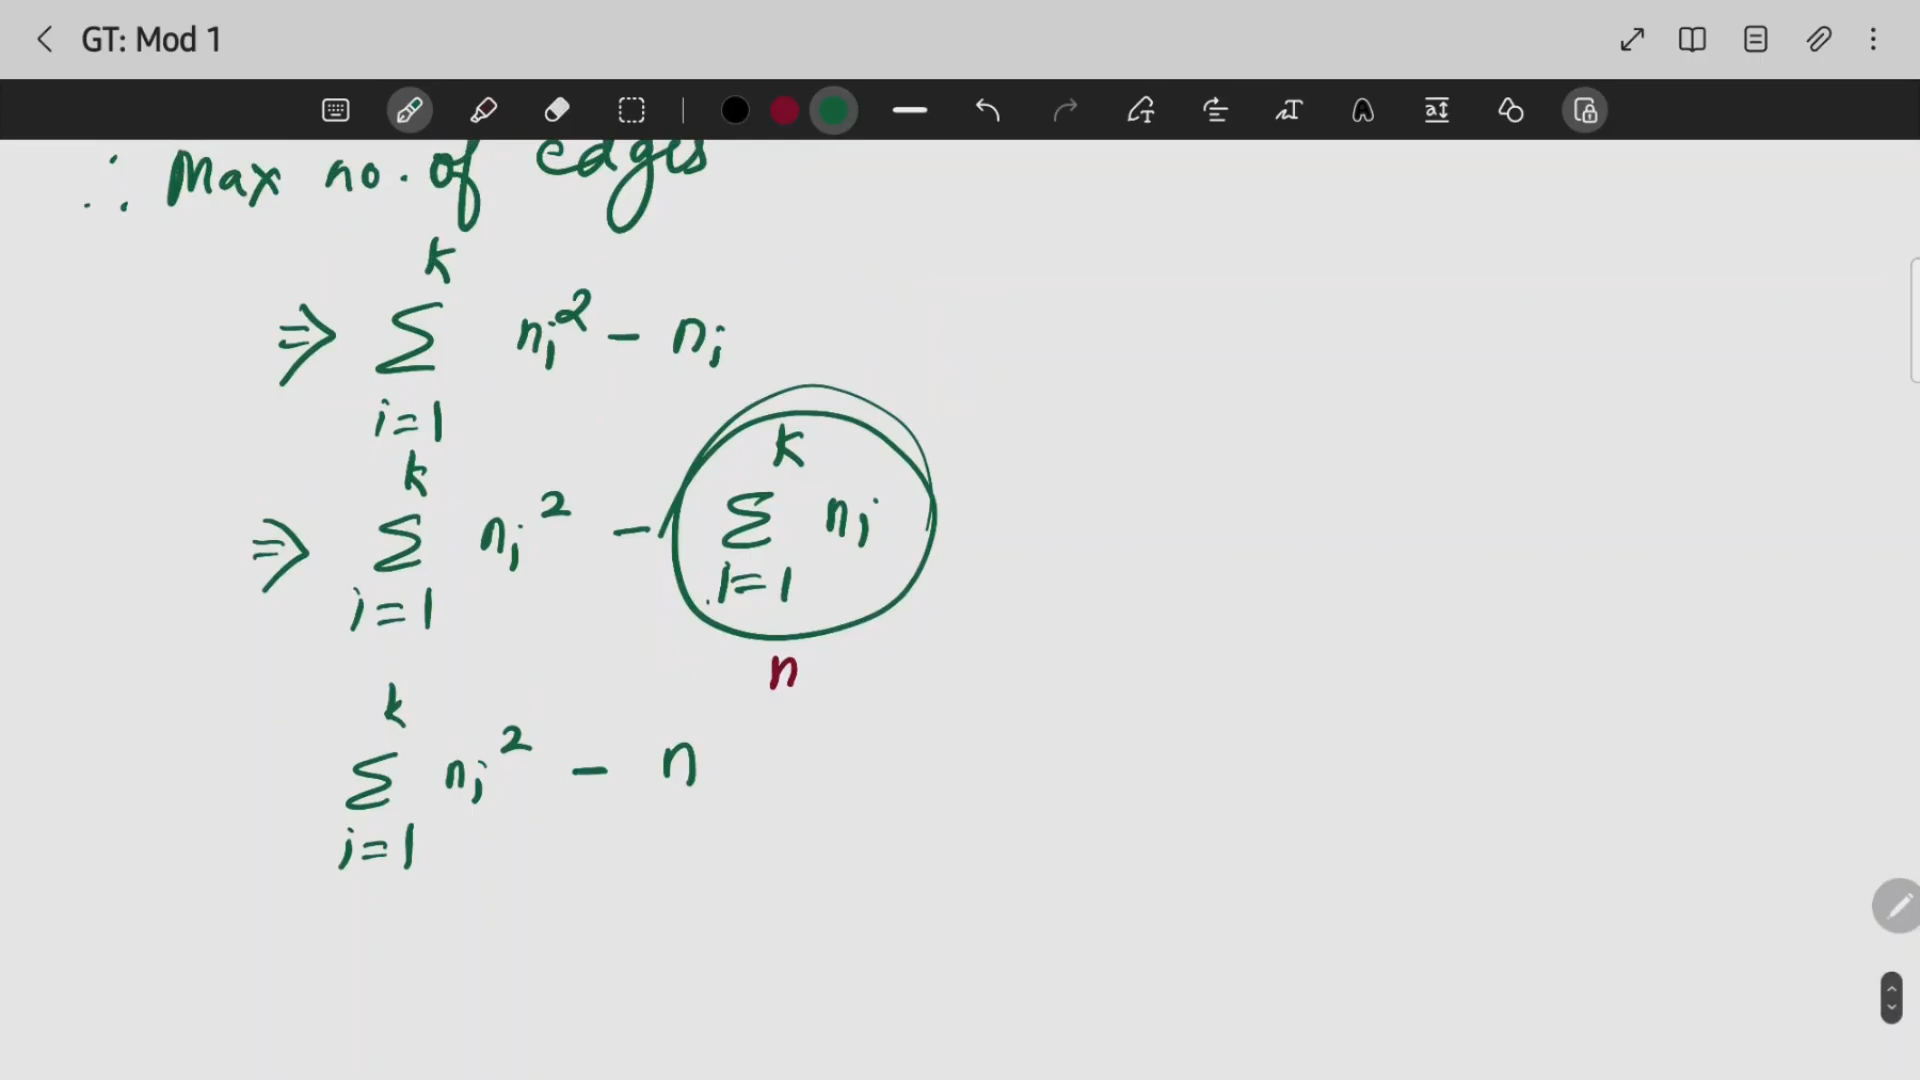 GT: Mod 1
∴ Max no. of edges
k
⇒ Σ nᵢ² - nᵢ
i=1
k k
⇒ Σ nᵢ² - Σ nᵢ
i=1 i=1
n
k
Σ nᵢ² - n
i=1